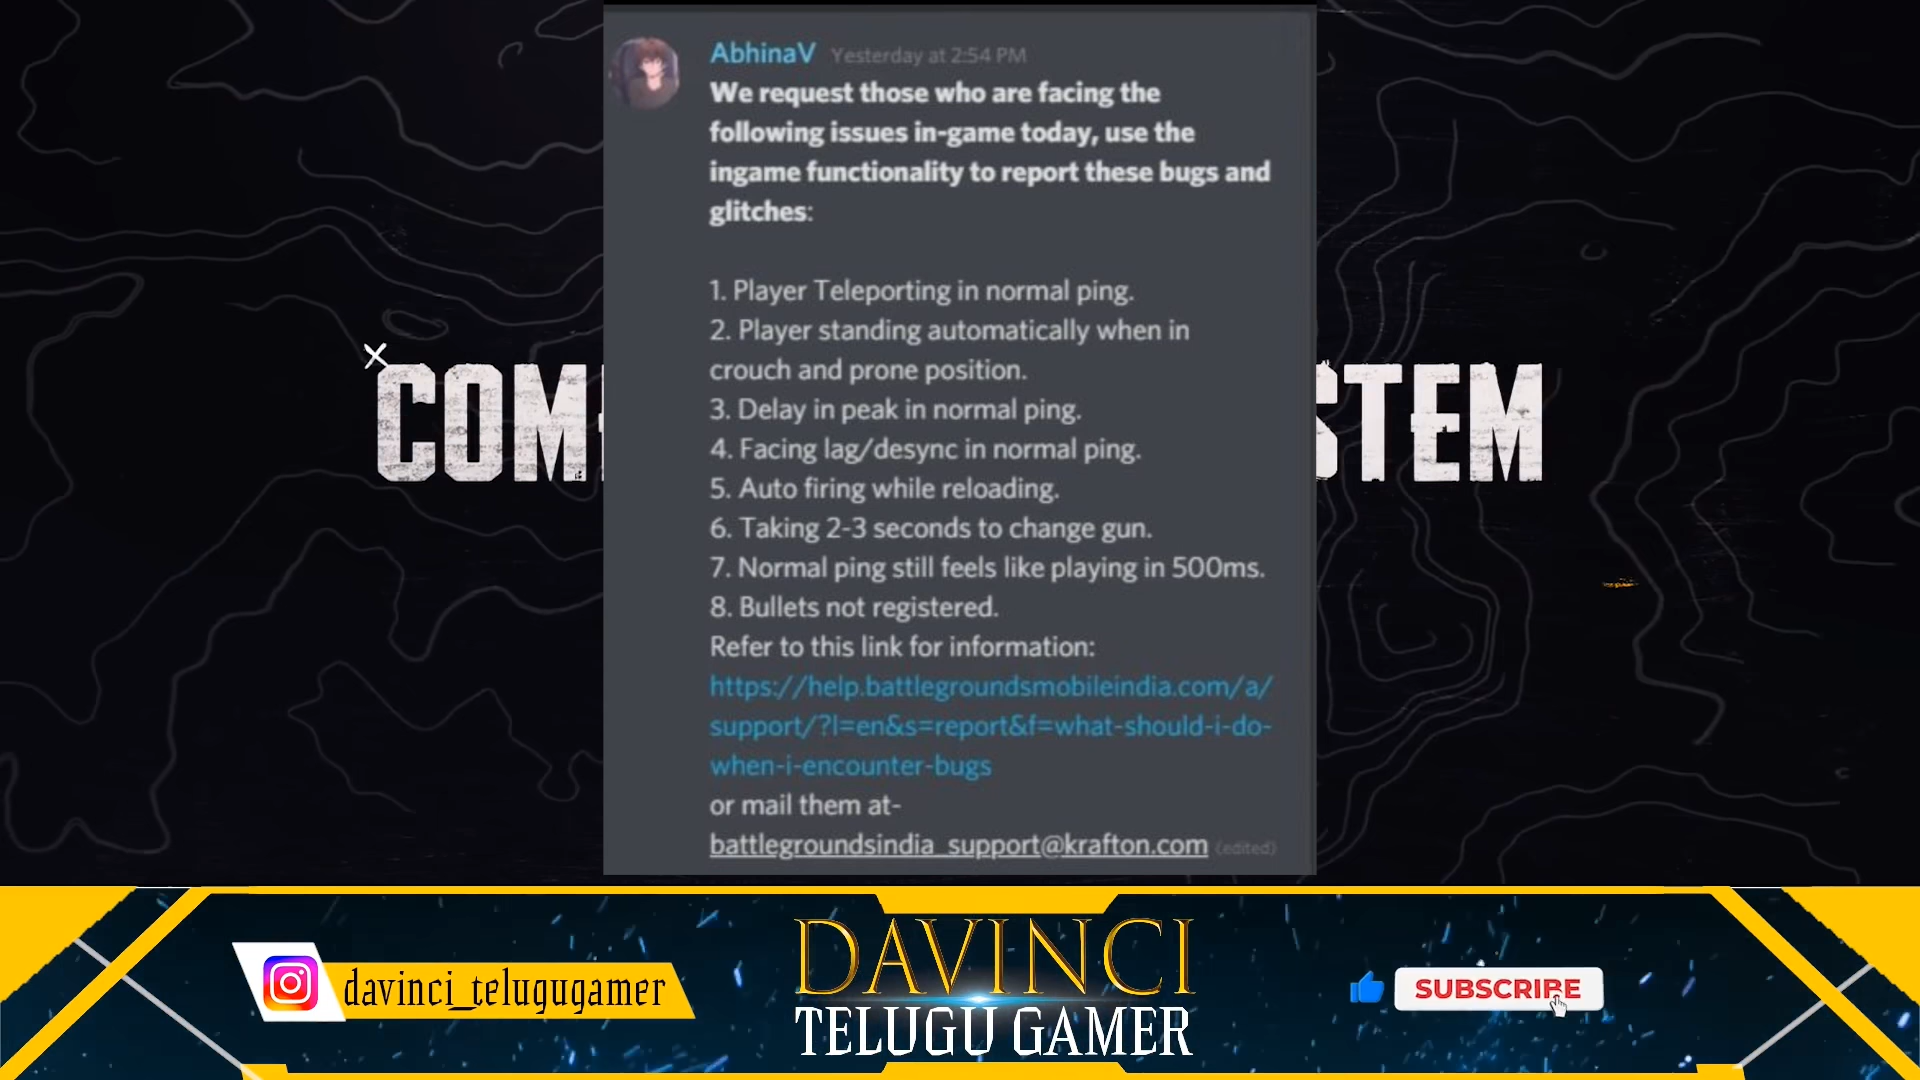 AbhinaV Yesterday at 2:54 PM
We request those who are facing the
following issues in-game today, use the
ingame functionality to report these bugs and
glitches:
1. Player Teleporting in normal ping.
2. Player standing automatically when in
crouch and prone position.
3. Delay in peak in normal ping.
4. Facing lag/desync in normal ping.
5. Auto firing while reloading.
6. Taking 2-3 seconds to change gun.
7. Normal ping still feels like playing in 500ms.
8. Bullets not registered.
Refer to this link for information:
https://help.battlegroundsmobileindia.com/a/
support/?l=en&s=report&f=what-should-i-do-
when-i-encounter-bugs
or mail them at-
battlegroundsindia_support@krafton.com (edited)
COM STEM
davinci_telugugamer
DAVINCI
TELUGU GAMER
SUBSCRIBE